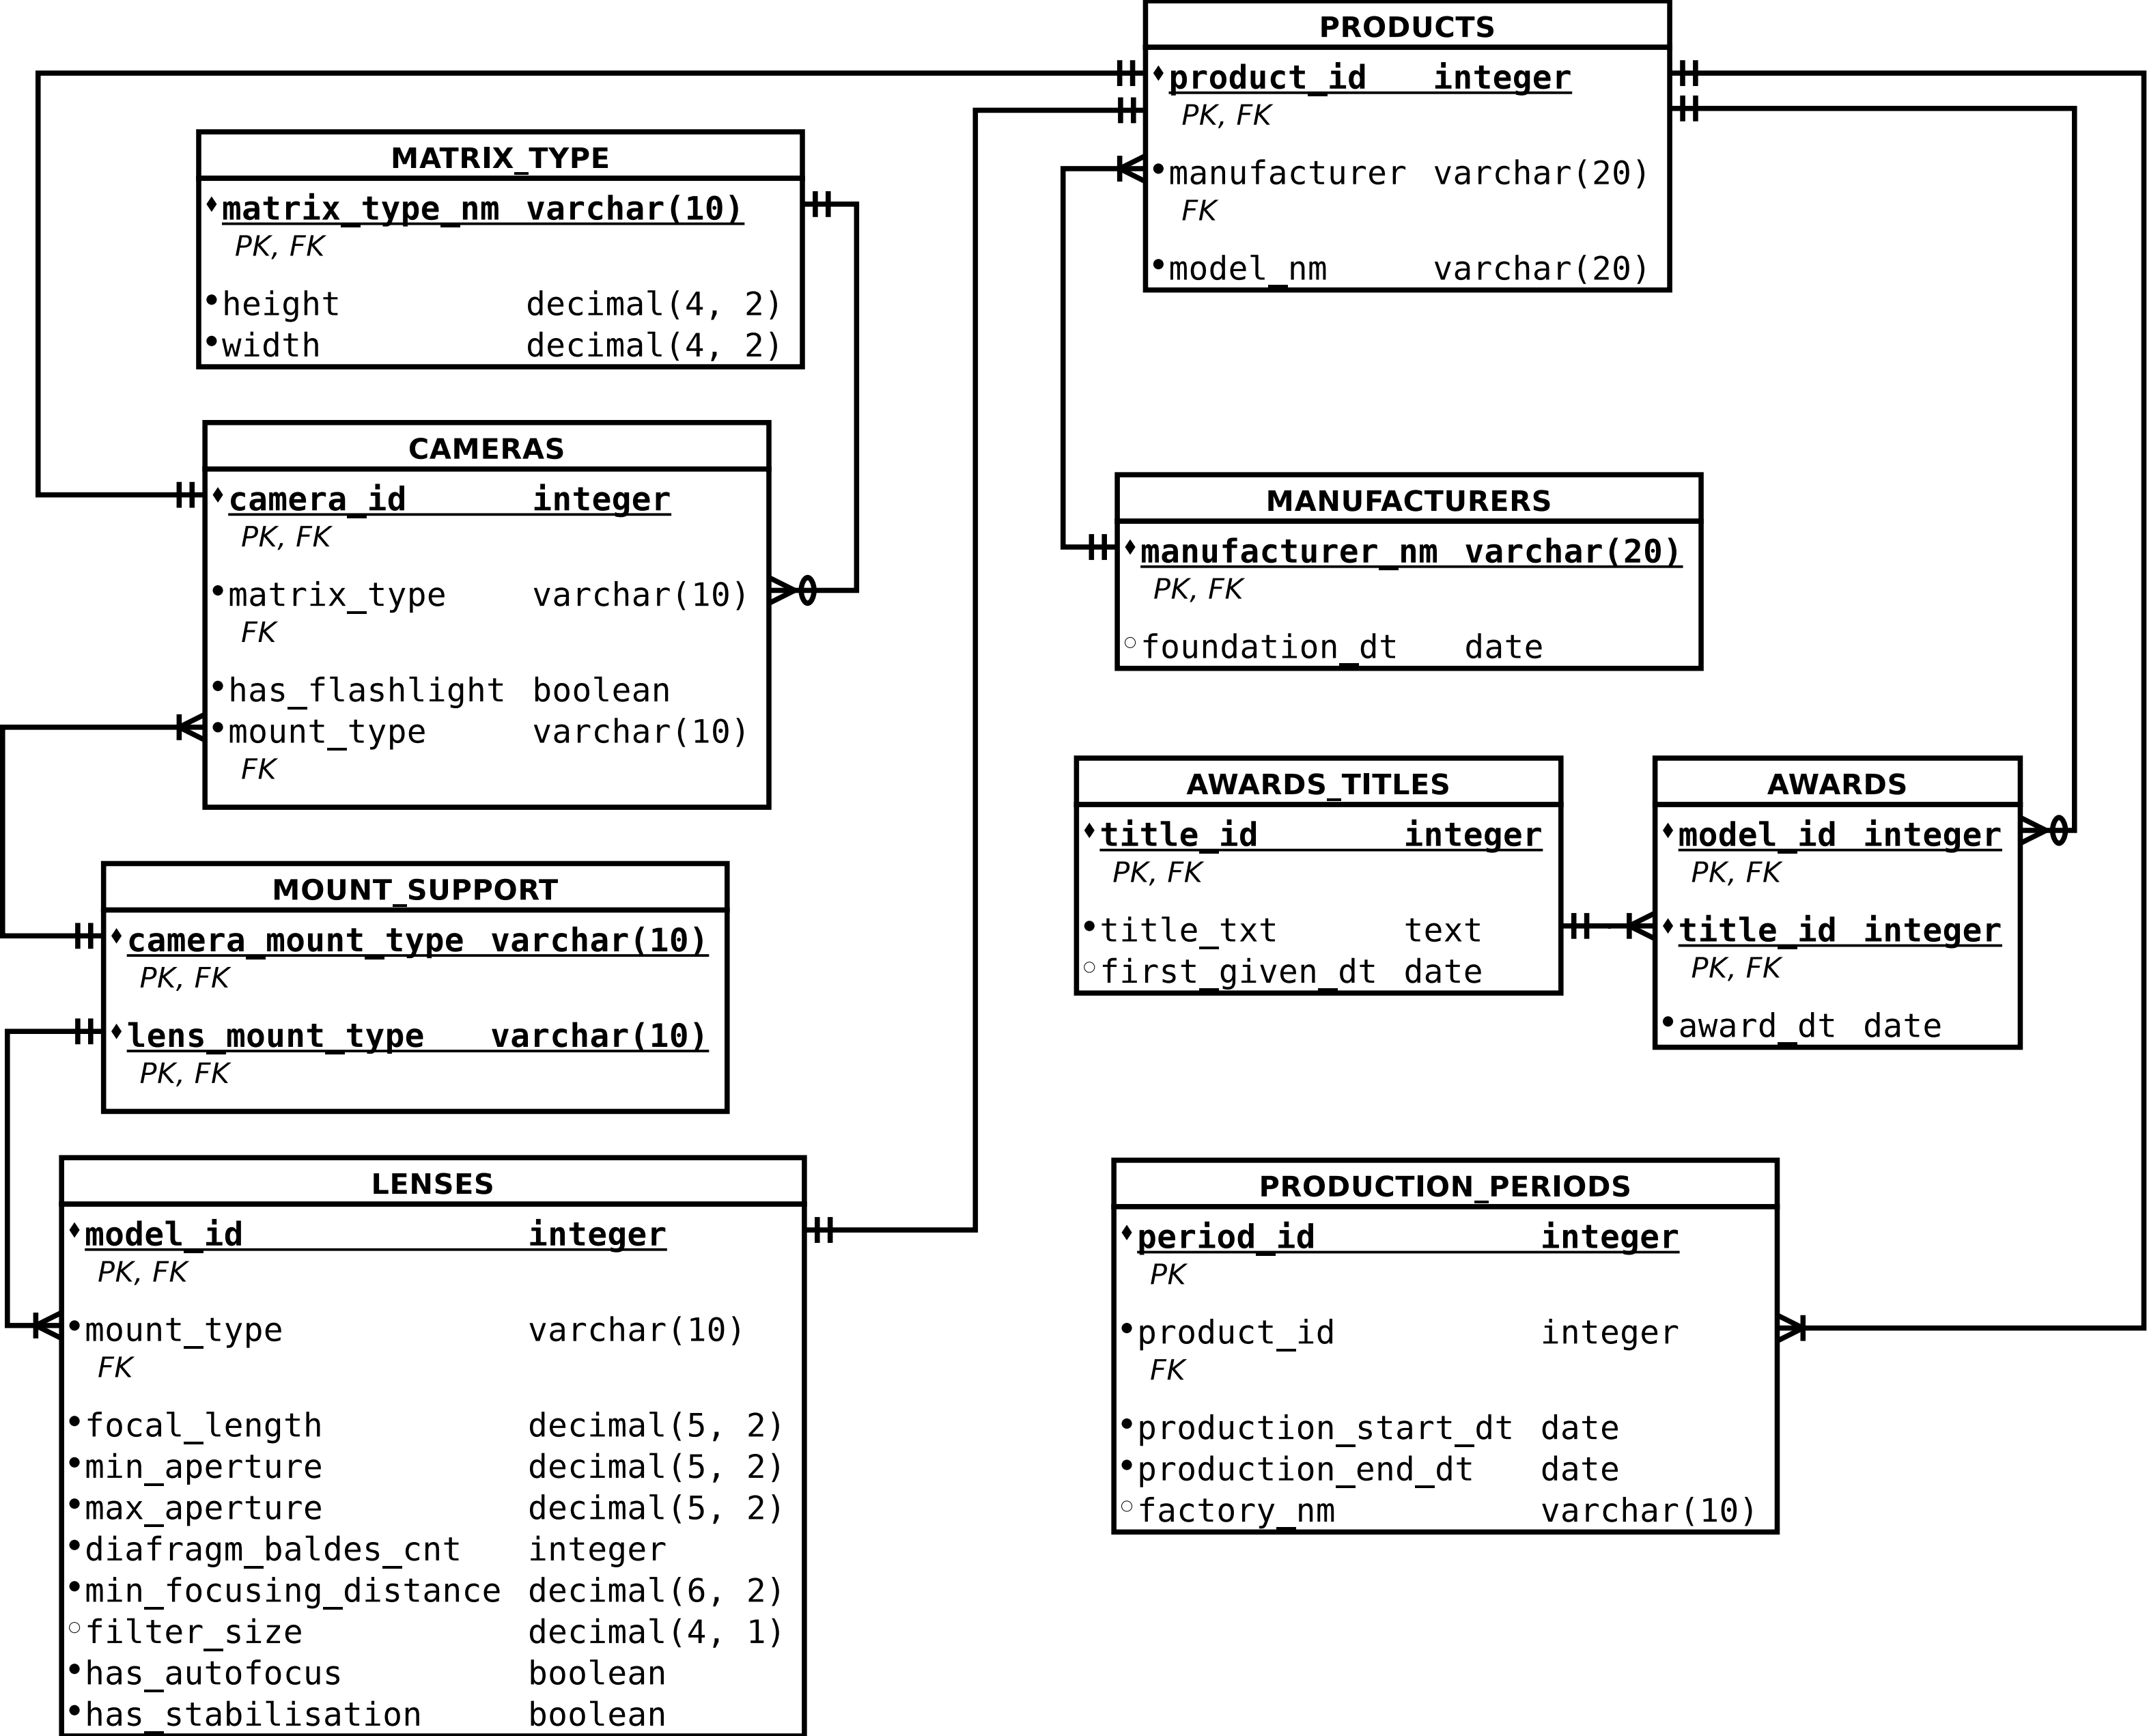 PRODUCTS
product_id integer
PK, FK
manufacturer varchar(20)
FK
model_nm varchar(20)
MATRIX_TYPE
matrix_type_nm varchar(10)
PK, FK
height decimal(4, 2)
width decimal(4, 2)
CAMERAS
camera_id integer
PK, FK
matrix_type varchar(10)
FK
has_flashlight boolean
mount_type varchar(10)
FK
MANUFACTURERS
manufacturer_nm varchar(20)
PK, FK
foundation_dt date
AWARDS_TITLES
title_id integer
PK, FK
title_txt text
first_given_dt date
AWARDS
model_id integer
PK, FK
title_id integer
PK, FK
award_dt date
MOUNT_SUPPORT
camera_mount_type varchar(10)
PK, FK
lens_mount_type varchar(10)
PK, FK
LENSES
model_id integer
PK, FK
mount_type varchar(10)
FK
focal_length decimal(5, 2)
min_aperture decimal(5, 2)
max_aperture decimal(5, 2)
diafragm_baldes_cnt integer
min_focusing_distance decimal(6, 2)
filter_size decimal(4, 1)
has_autofocus boolean
has_stabilisation boolean
PRODUCTION_PERIODS
period_id integer
PK
product_id integer
FK
production_start_dt date
production_end_dt date
factory_nm varchar(10)